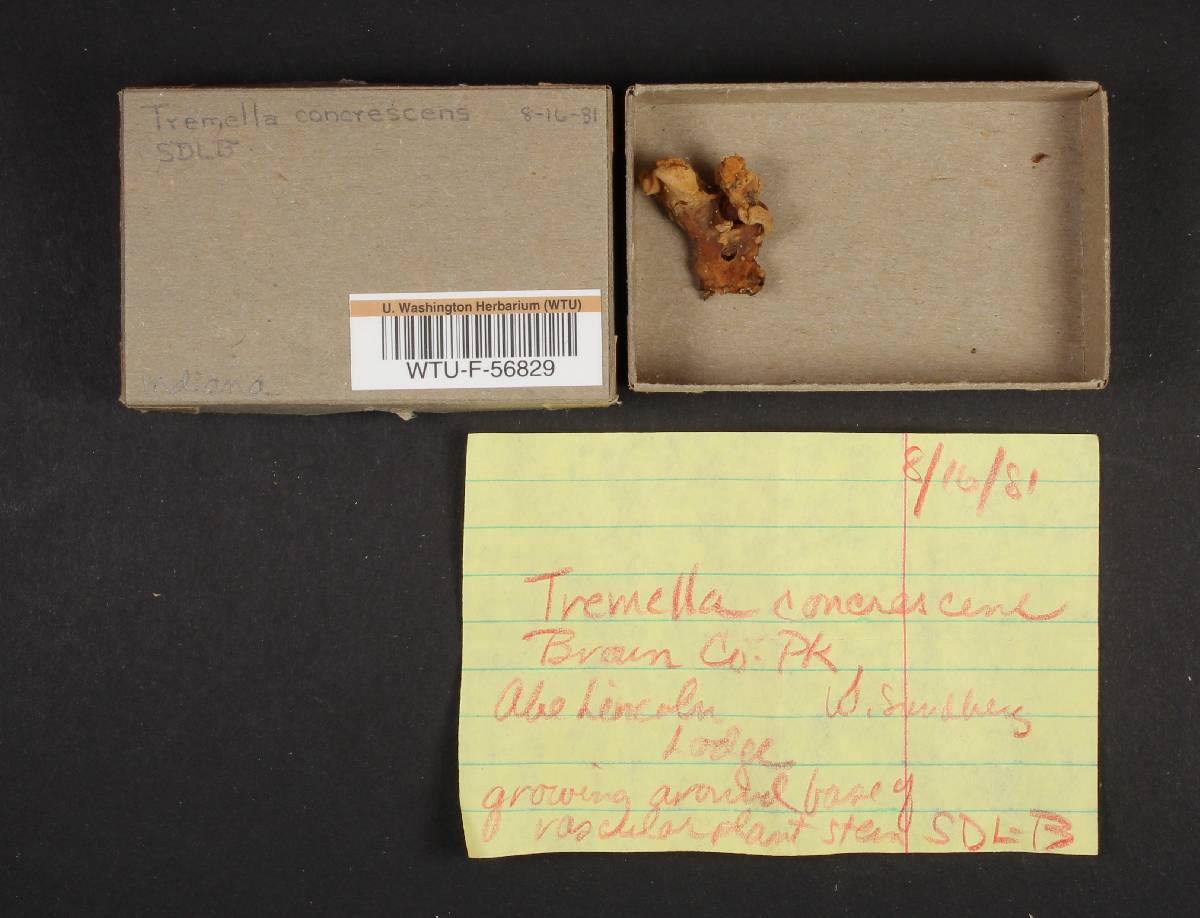 Tremella concrescens 8-16-81
SDLB
Indiana
U. Washington Herbarium (WTU)
WTU-F-56829
8/16/81
Tremella concrescens
Brown Co. Pk,
Abe Lincoln W. Sundberg
Lodge
growing around base of
vascular plant stem SDL-B